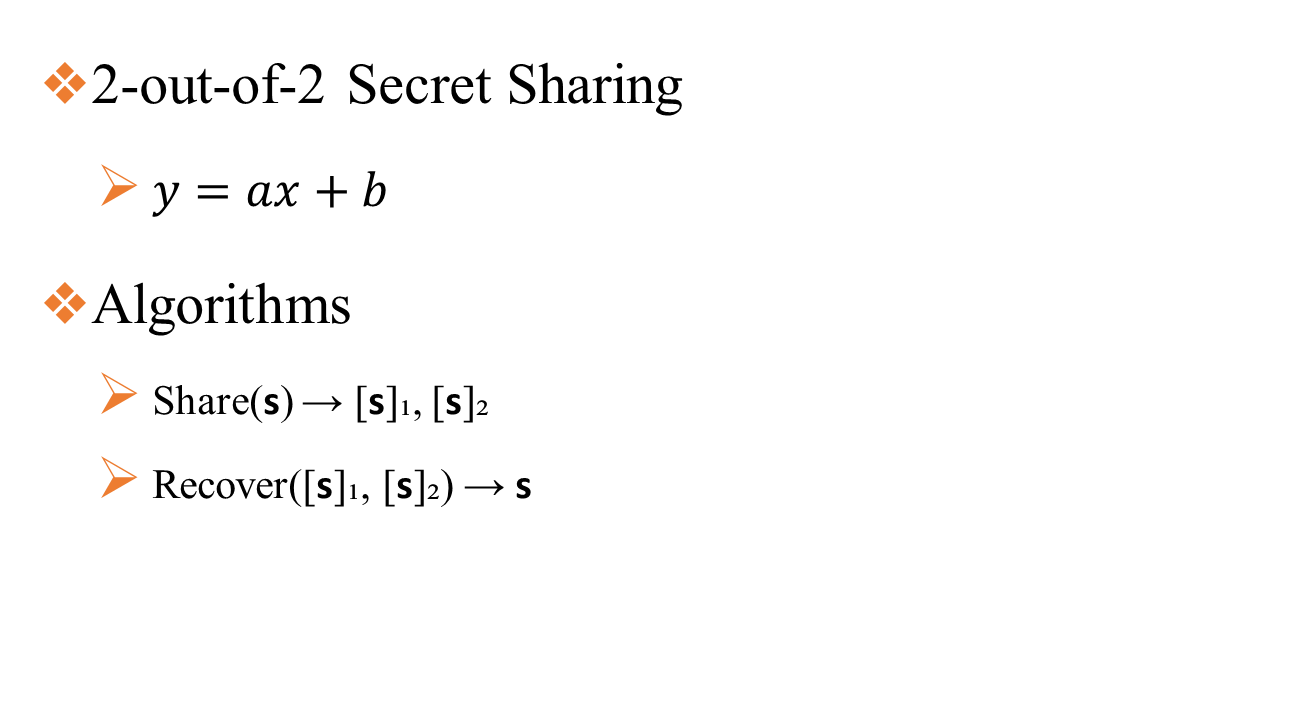 ❖2-out-of-2 Secret Sharing
➢ 𝑦 = 𝑎𝑥 + 𝑏
❖Algorithms
➢ Share(𝘀) → [𝘀]₁, [𝘀]₂
➢ Recover([𝘀]₁, [𝘀]₂) → 𝘀